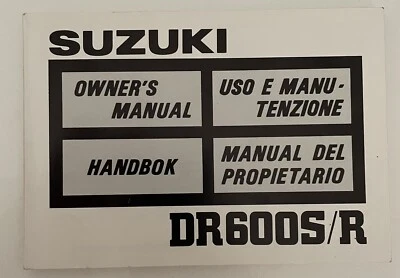 SUZUKI
OWNER'S
MANUAL
USO E MANU-
TENZIONE
HANDBOK
MANUAL DEL
PROPIETARIO
DR600S/R